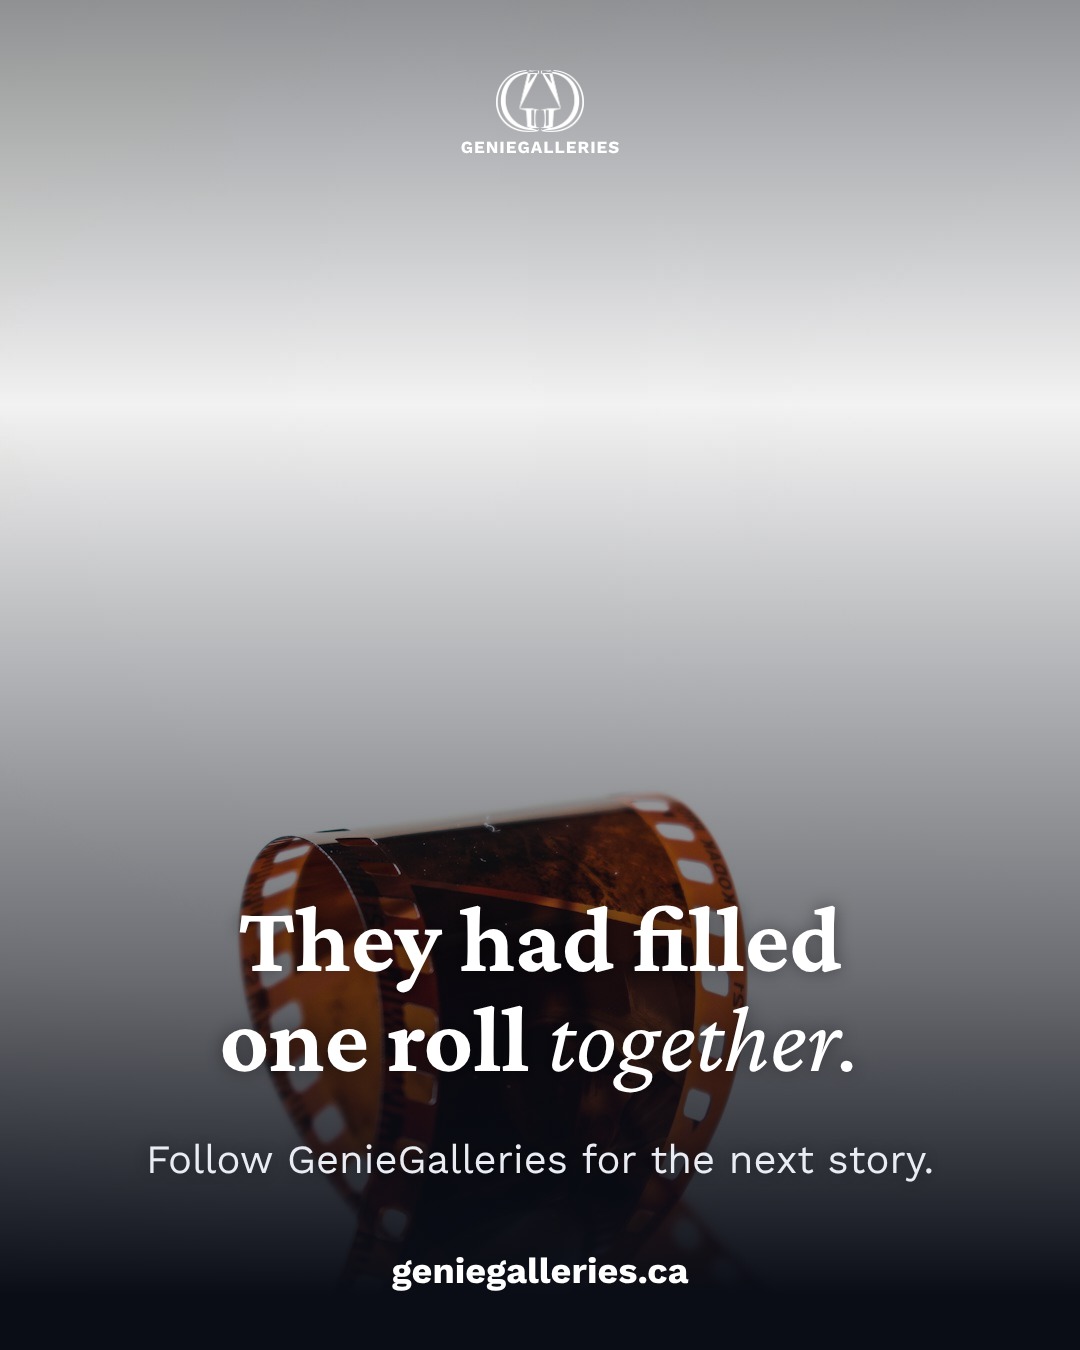 GENIEGALLERIES
They had filled
one roll together.
Follow GenieGalleries for the next story.
geniegalleries.ca